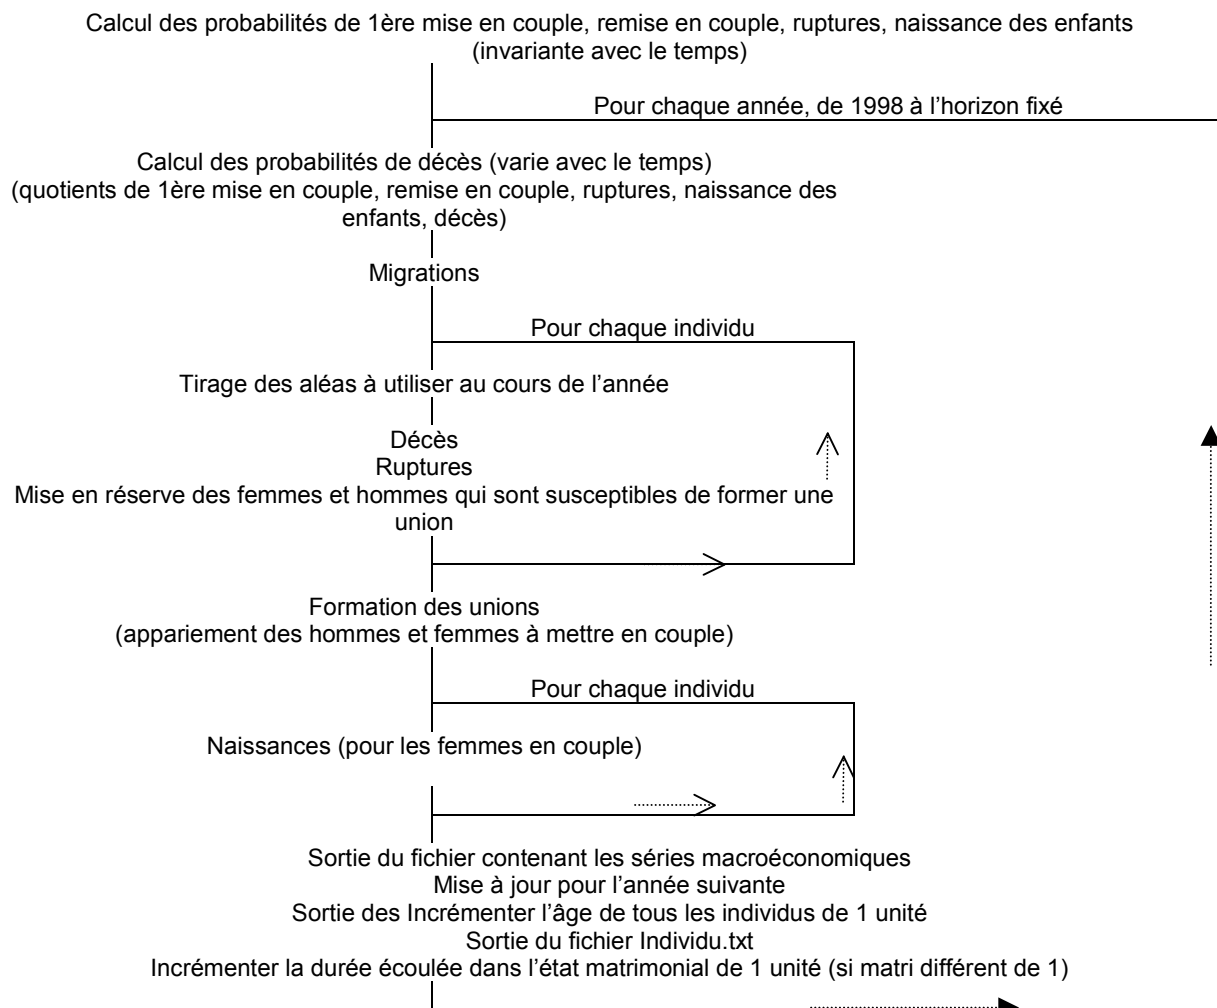 Calcul des probabilités de 1ère mise en couple, remise en couple, ruptures, naissance des enfants
(invariante avec le temps)
Pour chaque année, de 1998 à l’horizon fixé
Calcul des probabilités de décès (varie avec le temps)
(quotients de 1ère mise en couple, remise en couple, ruptures, naissance des
enfants, décès)
Migrations
Pour chaque individu
Tirage des aléas à utiliser au cours de l’année
Décès
Ruptures
Mise en réserve des femmes et hommes qui sont susceptibles de former une
union
Formation des unions
(appariement des hommes et femmes à mettre en couple)
Pour chaque individu
Naissances (pour les femmes en couple)
Sortie du fichier contenant les séries macroéconomiques
Mise à jour pour l’année suivante
Sortie des Incrémenter l’âge de tous les individus de 1 unité
Sortie du fichier Individu.txt
Incrémenter la durée écoulée dans l’état matrimonial de 1 unité (si matri différent de 1)